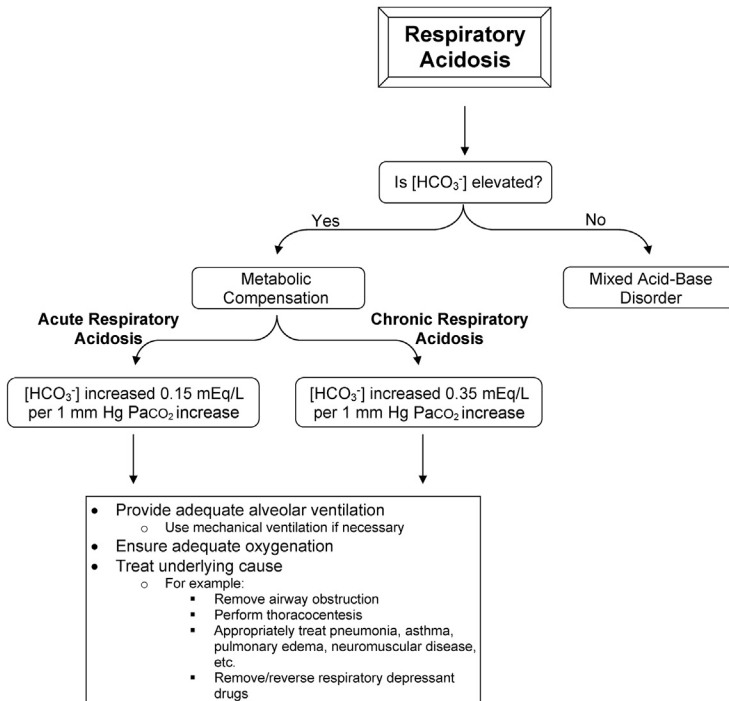 Respiratory
Acidosis
Is [HCO₃⁻] elevated?
Yes
No
Metabolic
Compensation
Mixed Acid-Base
Disorder
Acute Respiratory
Acidosis
Chronic Respiratory
Acidosis
[HCO₃⁻] increased 0.15 mEq/L
per 1 mm Hg PaCO₂ increase
[HCO₃⁻] increased 0.35 mEq/L
per 1 mm Hg PaCO₂ increase
• Provide adequate alveolar ventilation
o Use mechanical ventilation if necessary
• Ensure adequate oxygenation
• Treat underlying cause
o For example:
▪ Remove airway obstruction
▪ Perform thoracocentesis
▪ Appropriately treat pneumonia, asthma,
pulmonary edema, neuromuscular disease,
etc.
▪ Remove/reverse respiratory depressant
drugs